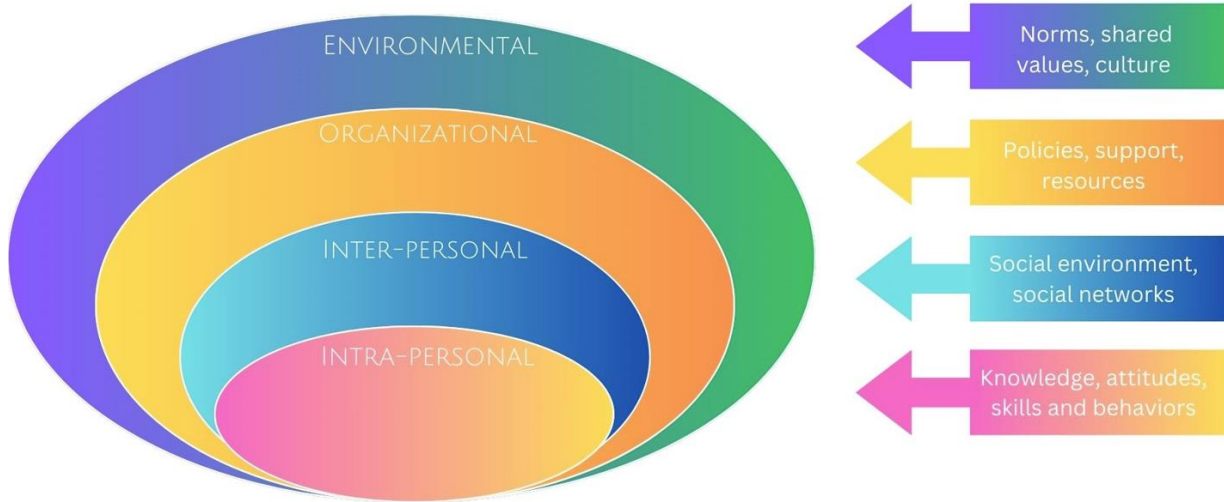 ENVIRONMENTAL
Norms, shared
values, culture
ORGANIZATIONAL
Policies, support,
resources
INTER-PERSONAL
Social environment,
social networks
INTRA-PERSONAL
Knowledge, attitudes,
skills and behaviors